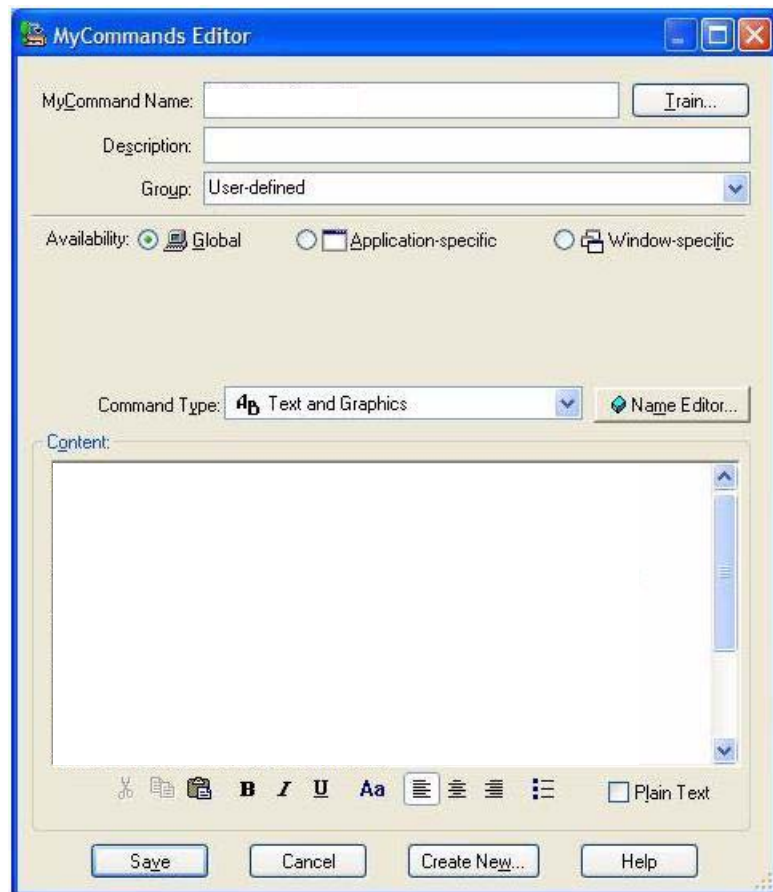 MyCommands Editor
MyCommand Name:
Train...
Description:
Group: User-defined
Availability: Global Application-specific Window-specific
Command Type: AB Text and Graphics Name Editor...
Content:
B I U Aa Plain Text
Save Cancel Create New... Help